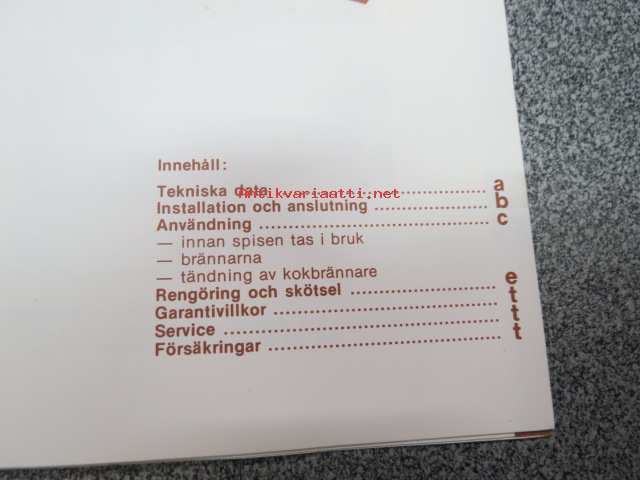 Innehåll:
Tekniska data ........................................ a
antikvariaatti.net
Installation och anslutning .................... b
Användning .......................................... c
— innan spisen tas i bruk
— brännarna
— tändning av kokbrännare
Rengöring och skötsel ........................... e
Garantivillkor ........................................ t
Service ................................................ t
Försäkringar ......................................... t